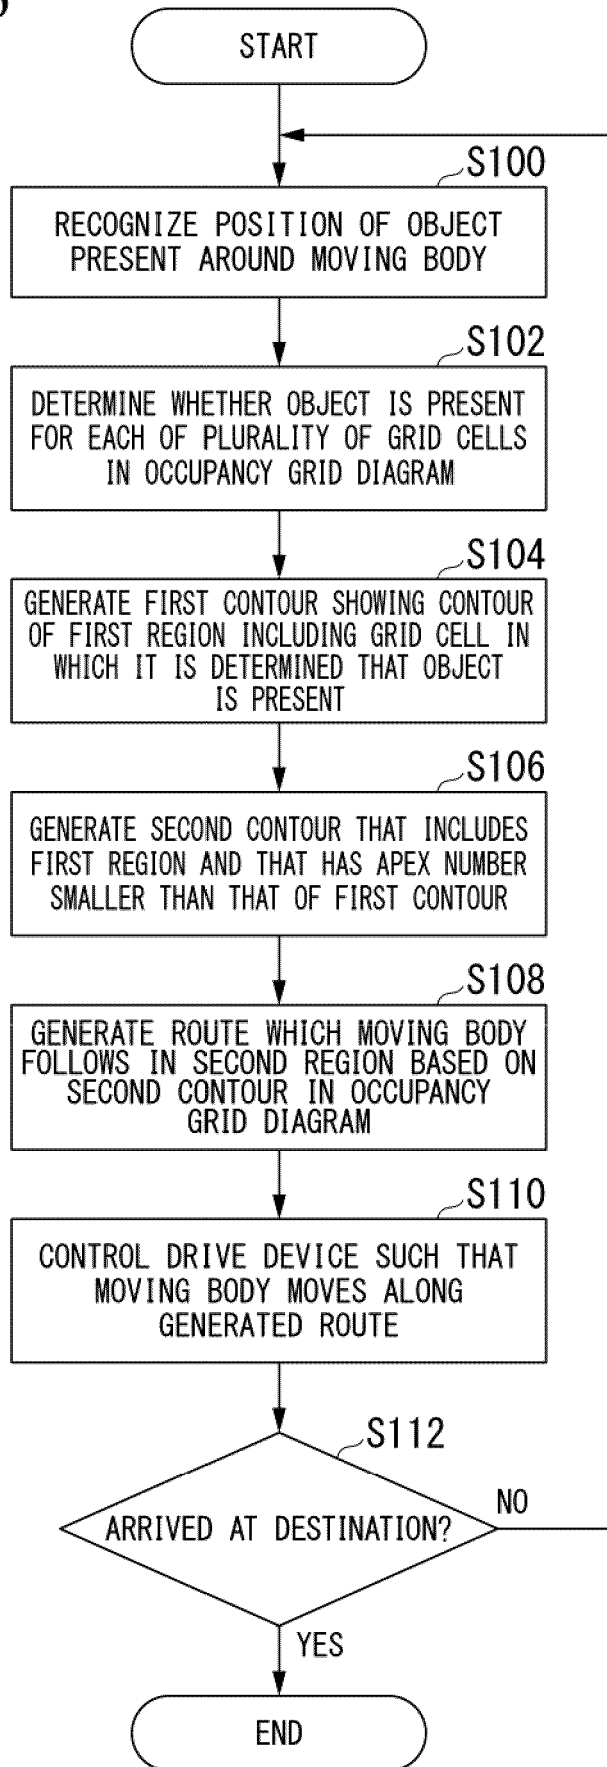 START
S100
RECOGNIZE POSITION OF OBJECT
PRESENT AROUND MOVING BODY
S102
DETERMINE WHETHER OBJECT IS PRESENT
FOR EACH OF PLURALITY OF GRID CELLS
IN OCCUPANCY GRID DIAGRAM
S104
GENERATE FIRST CONTOUR SHOWING CONTOUR
OF FIRST REGION INCLUDING GRID CELL IN
WHICH IT IS DETERMINED THAT OBJECT
IS PRESENT
S106
GENERATE SECOND CONTOUR THAT INCLUDES
FIRST REGION AND THAT HAS APEX NUMBER
SMALLER THAN THAT OF FIRST CONTOUR
S108
GENERATE ROUTE WHICH MOVING BODY
FOLLOWS IN SECOND REGION BASED ON
SECOND CONTOUR IN OCCUPANCY
GRID DIAGRAM
S110
CONTROL DRIVE DEVICE SUCH THAT
MOVING BODY MOVES ALONG
GENERATED ROUTE
S112
ARRIVED AT DESTINATION?
NO
YES
END